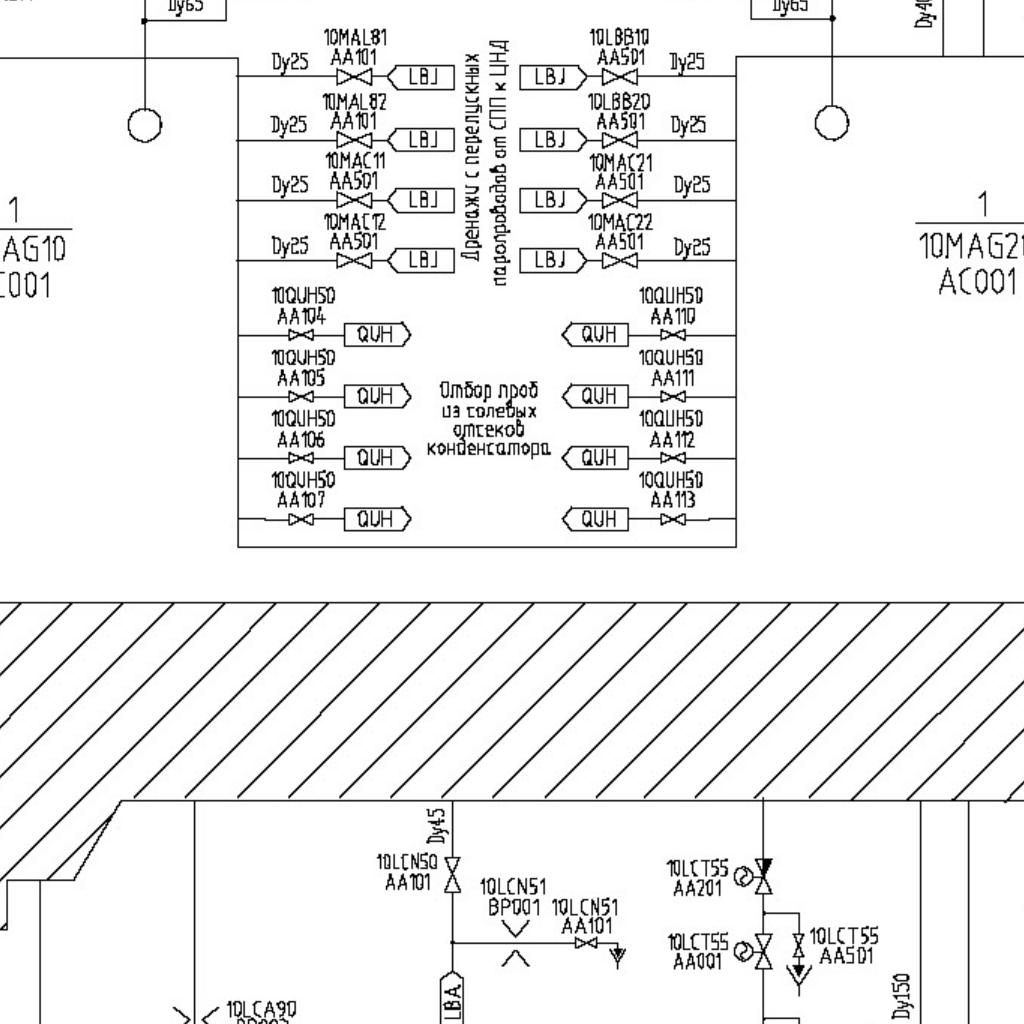 Dy65
Dy65
10MAL81
AA101
Dy25
LBJ
10MAL82
AA101
Dy25
LBJ
10MAC11
AA501
Dy25
LBJ
10MAC12
AA501
Dy25
LBJ
Дренажи с перепускных
паропроводов от СПП к ЦНД
10LBB10
AA501
Dy25
LBJ
10LBB20
AA501
Dy25
LBJ
10MAC21
AA501
Dy25
LBJ
10MAC22
AA501
Dy25
LBJ
1
AG10
C001
1
10MAG20
AC001
10QUH50
AA104
QUH
10QUH50
AA105
QUH
10QUH50
AA106
QUH
10QUH50
AA107
QUH
Отбор проб
из солевых
отсеков
конденсатора
10QUH50
AA110
QUH
10QUH50
AA111
QUH
10QUH50
AA112
QUH
10QUH50
AA113
QUH
Dy45
10LCN50
AA101
10LCN51
BP001
10LCN51
AA101
LBA
10LCT55
AA201
10LCT55
AA001
10LCT55
AA501
Dy150
10LCA90